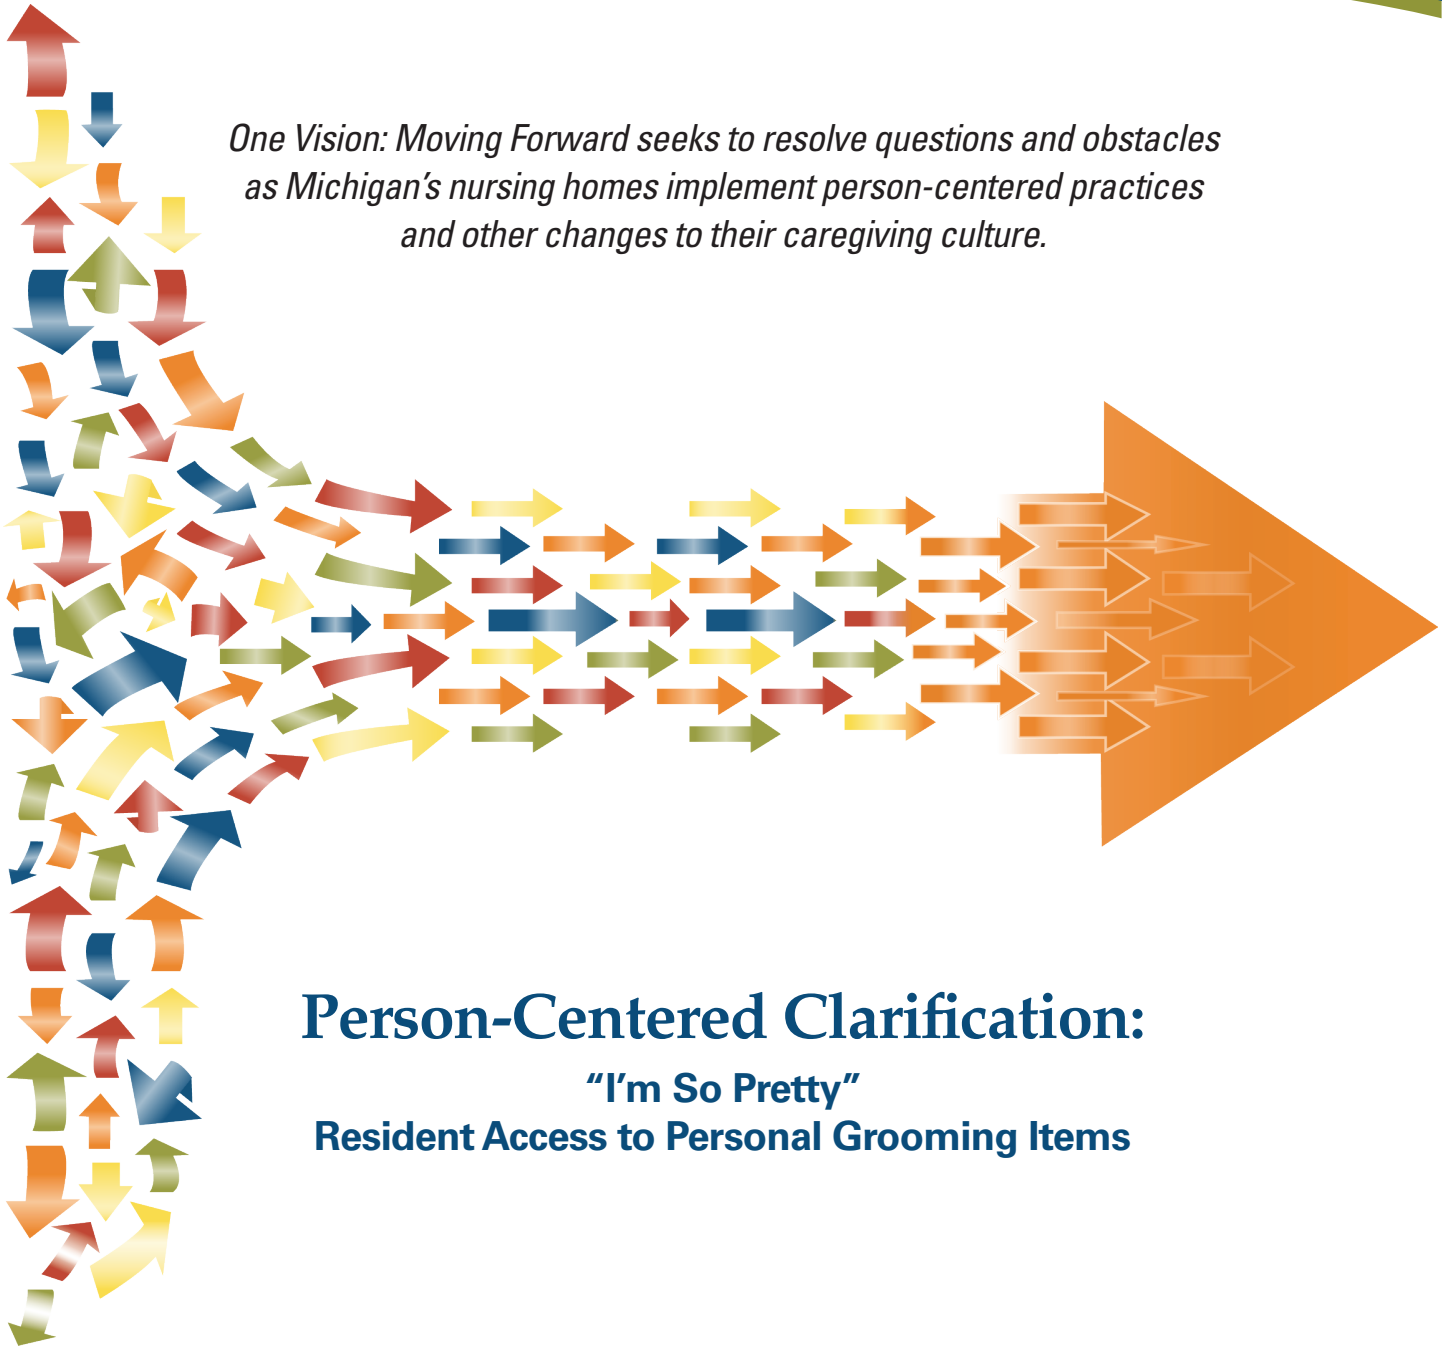 One Vision: Moving Forward seeks to resolve questions and obstacles
as Michigan’s nursing homes implement person-centered practices
and other changes to their caregiving culture.
Person-Centered Clarification:
“I’m So Pretty”
Resident Access to Personal Grooming Items